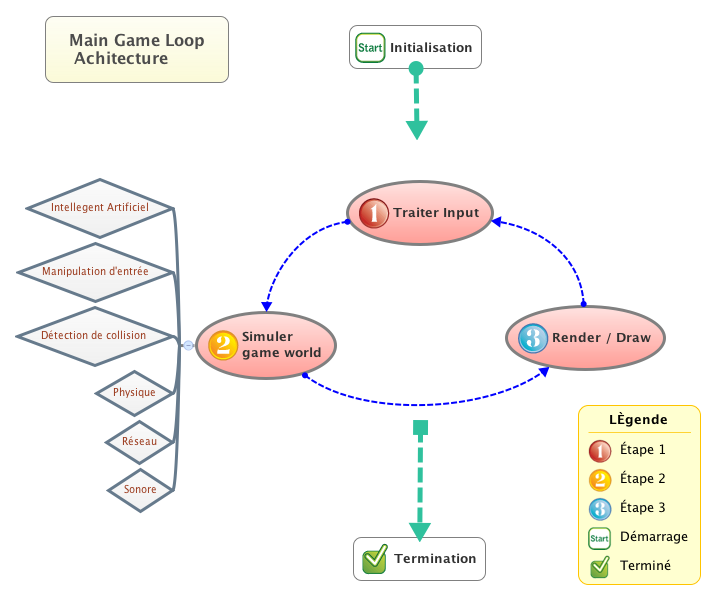 Main Game Loop
Achitecture
Start Initialisation
1 Traiter Input
Intellegent Artificiel
Manipulation d'entrée
Détection de collision
Physique
Réseau
Sonore
2 Simuler
game world
3 Render / Draw
LÈgende
1 Étape 1
2 Étape 2
3 Étape 3
Start Démarrage
Terminé
Termination